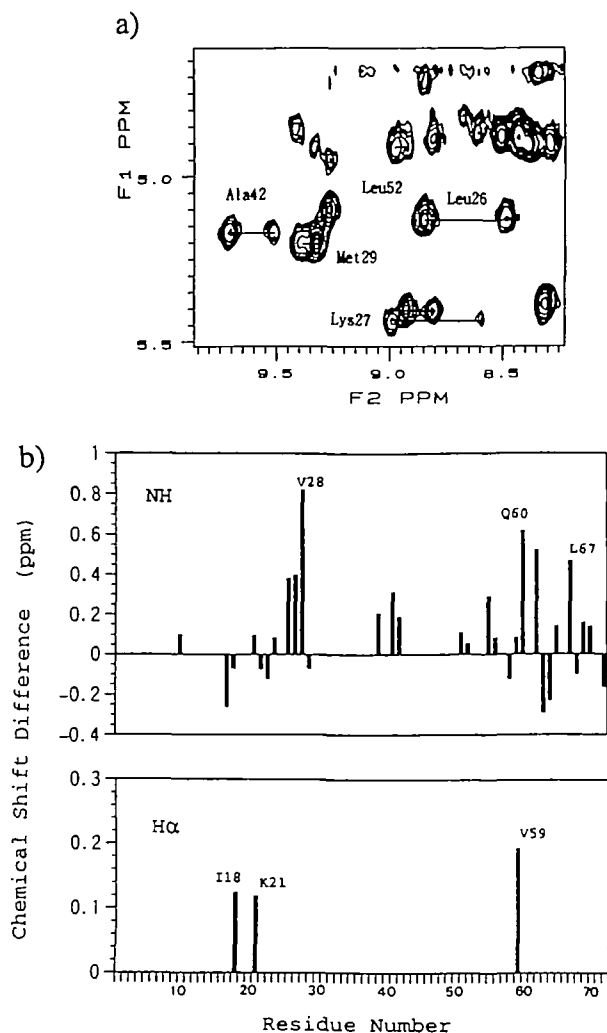 a)
F1 PPM
5.0
5.5
Ala42
Leu52
Leu26
Met29
Lys27
9.5 9.0 8.5
F2 PPM
b)
Chemical Shift Difference (ppm)
1
0.8
0.6
0.4
0.2
0
-0.2
-0.4
NH
V28
Q60
L67
0.3
0.2
0.1
0
Hα
I18
K21
V59
10 20 30 40 50 60 70
Residue Number